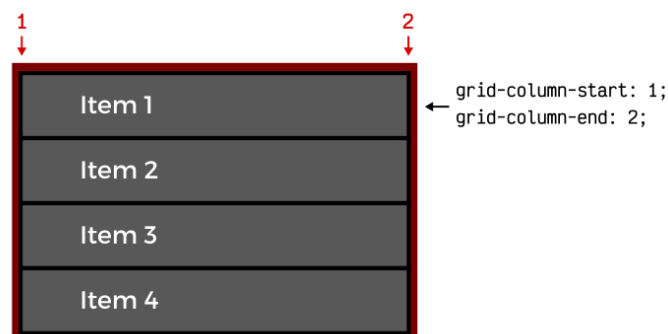 1
2
grid-column-start: 1;
grid-column-end: 2;
Item 1
Item 2
Item 3
Item 4